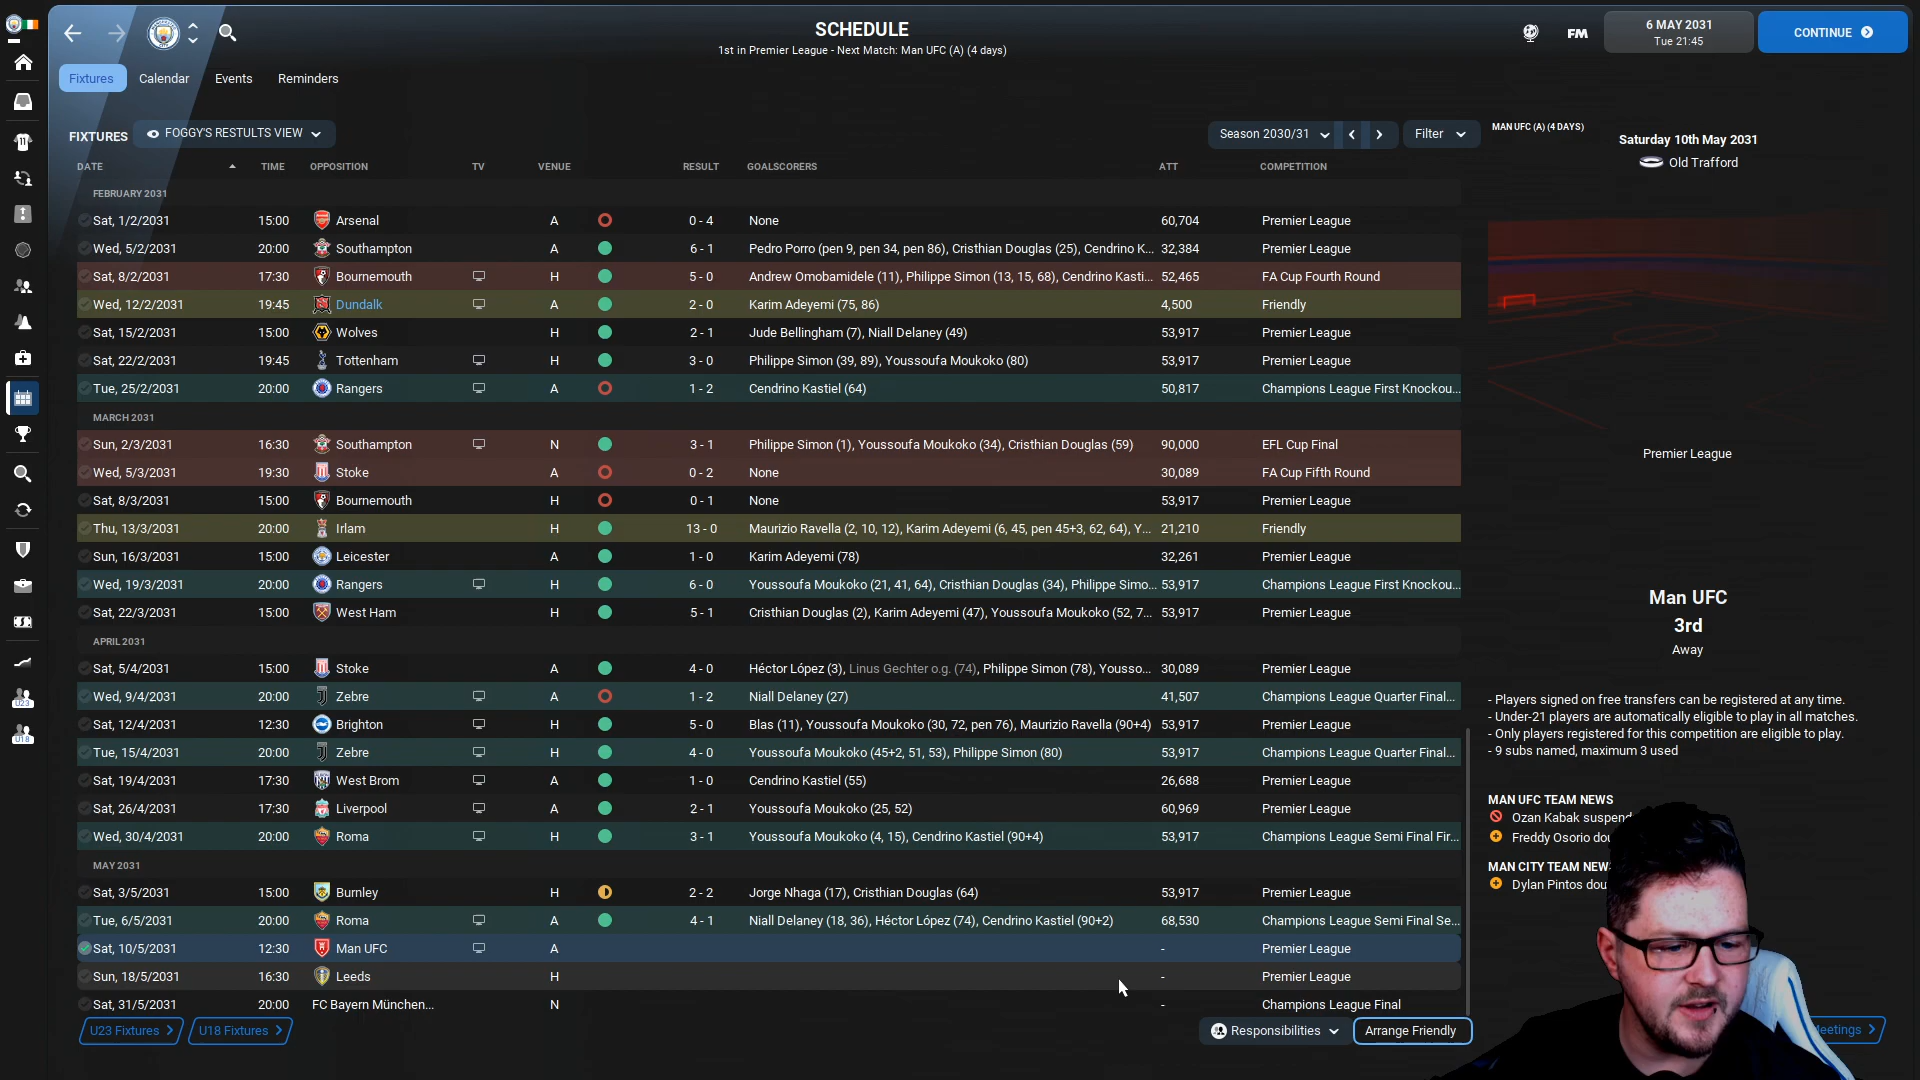 SCHEDULE
1st in Premier League - Next Match: Man UFC (A) (4 days)
FM
6 MAY 2031
Tue 21:45
CONTINUE
Fixtures Calendar Events Reminders
FIXTURES FOGGY'S RESTULTS VIEW Season 2030/31 Filter
DATE TIME OPPOSITION TV VENUE RESULT GOALSCORERS ATT COMPETITION
FEBRUARY 2031
Sat, 1/2/2031 15:00 Arsenal A 0 - 4 None 60,704 Premier League
Wed, 5/2/2031 20:00 Southampton A 6 - 1 Pedro Porro (pen 9, pen 34, pen 86), Cristhian Douglas (25), Cendrino K... 32,384 Premier League
Sat, 8/2/2031 17:30 Bournemouth H 5 - 0 Andrew Omobamidele (11), Philippe Simon (13, 15, 68), Cendrino Kasti... 52,465 FA Cup Fourth Round
Wed, 12/2/2031 19:45 Dundalk A 2 - 0 Karim Adeyemi (75, 86) 4,500 Friendly
Sat, 15/2/2031 15:00 Wolves H 2 - 1 Jude Bellingham (7), Niall Delaney (49) 53,917 Premier League
Sat, 22/2/2031 19:45 Tottenham H 3 - 0 Philippe Simon (39, 89), Youssoufa Moukoko (80) 53,917 Premier League
Tue, 25/2/2031 20:00 Rangers A 1 - 2 Cendrino Kastiel (64) 50,817 Champions League First Knockou...
MARCH 2031
Sun, 2/3/2031 16:30 Southampton N 3 - 1 Philippe Simon (1), Youssoufa Moukoko (34), Cristhian Douglas (59) 90,000 EFL Cup Final
Wed, 5/3/2031 19:30 Stoke A 0 - 2 None 30,089 FA Cup Fifth Round
Sat, 8/3/2031 15:00 Bournemouth H 0 - 1 None 53,917 Premier League
Thu, 13/3/2031 20:00 Irlam H 13 - 0 Maurizio Ravella (2, 10, 12), Karim Adeyemi (6, 45, pen 45+3, 62, 64), Y... 21,210 Friendly
Sun, 16/3/2031 15:00 Leicester A 1 - 0 Karim Adeyemi (78) 32,261 Premier League
Wed, 19/3/2031 20:00 Rangers H 6 - 0 Youssoufa Moukoko (21, 41, 64), Cristhian Douglas (34), Philippe Simo... 53,917 Champions League First Knockou...
Sat, 22/3/2031 15:00 West Ham H 5 - 1 Cristhian Douglas (2), Karim Adeyemi (47), Youssoufa Moukoko (52, 7... 53,917 Premier League
APRIL 2031
Sat, 5/4/2031 15:00 Stoke A 4 - 0 Héctor López (3), Linus Gechter o.g. (74), Philippe Simon (78), Yousso... 30,089 Premier League
Wed, 9/4/2031 20:00 Zebre A 1 - 2 Niall Delaney (27) 41,507 Champions League Quarter Final...
Sat, 12/4/2031 12:30 Brighton H 5 - 0 Blas (11), Youssoufa Moukoko (30, 72, pen 76), Maurizio Ravella (90+4) 53,917 Premier League
Tue, 15/4/2031 20:00 Zebre H 4 - 0 Youssoufa Moukoko (45+2, 51, 53), Philippe Simon (80) 53,917 Champions League Quarter Final...
Sat, 19/4/2031 17:30 West Brom A 1 - 0 Cendrino Kastiel (55) 26,688 Premier League
Sat, 26/4/2031 17:30 Liverpool A 2 - 1 Youssoufa Moukoko (25, 52) 60,969 Premier League
Wed, 30/4/2031 20:00 Roma H 3 - 1 Youssoufa Moukoko (4, 15), Cendrino Kastiel (90+4) 53,917 Champions League Semi Final Fir...
MAY 2031
Sat, 3/5/2031 15:00 Burnley H 2 - 2 Jorge Nhaga (17), Cristhian Douglas (64) 53,917 Premier League
Tue, 6/5/2031 20:00 Roma A 4 - 1 Niall Delaney (18, 36), Héctor López (74), Cendrino Kastiel (90+2) 68,530 Champions League Semi Final Se...
Sat, 10/5/2031 12:30 Man UFC A - Premier League
Sun, 18/5/2031 16:30 Leeds H - Premier League
Sat, 31/5/2031 20:00 FC Bayern München... N - Champions League Final
U23 Fixtures U18 Fixtures Responsibilities Arrange Friendly
MAN UFC (A) (4 DAYS)
Saturday 10th May 2031
Old Trafford
Premier League
Man UFC
3rd
Away
- Players signed on free transfers can be registered at any time.
- Under-21 players are automatically eligible to play in all matches.
- Only players registered for this competition are eligible to play.
- 9 subs named, maximum 3 used
MAN UFC TEAM NEWS
Ozan Kabak suspend
Freddy Osorio dou
MAN CITY TEAM NEW
Dylan Pintos dou
eetings
U23
U18